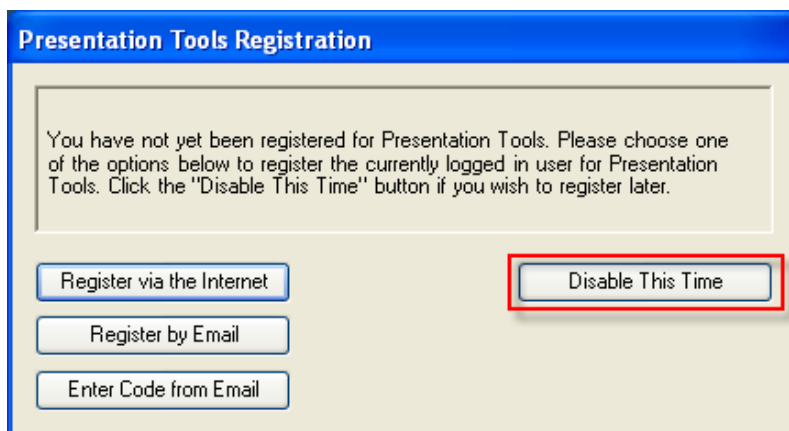 Presentation Tools Registration
You have not yet been registered for Presentation Tools. Please choose one
of the options below to register the currently logged in user for Presentation
Tools. Click the "Disable This Time" button if you wish to register later.
Register via the Internet
Disable This Time
Register by Email
Enter Code from Email